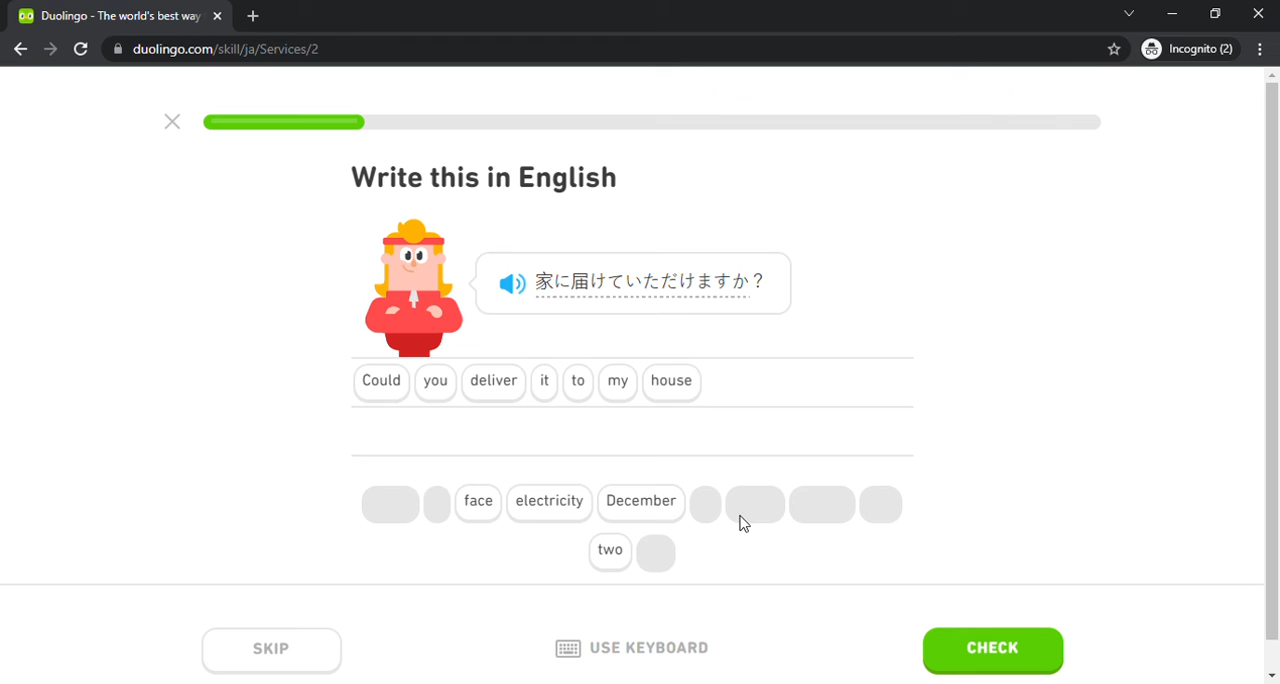 Duolingo - The world's best way
duolingo.com/skill/ja/Services/2
Incognito (2)
Write this in English
家に届けていただけますか？
Could you deliver it to my house
face electricity December
two
SKIP
USE KEYBOARD
CHECK